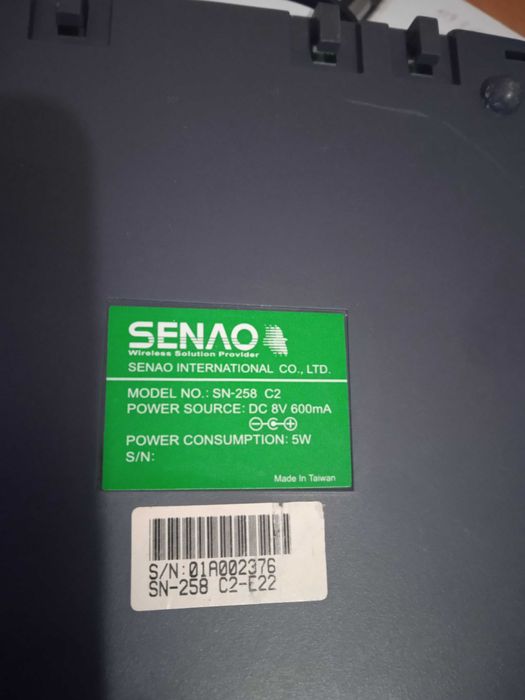 SENAO
Wireless Solution Provider
SENAO INTERNATIONAL CO., LTD.
MODEL NO.: SN-258 C2
POWER SOURCE: DC 8V 600mA
POWER CONSUMPTION: 5W
S/N:
Made In Taiwan
S/N:01A002376
SN-258 C2-E22